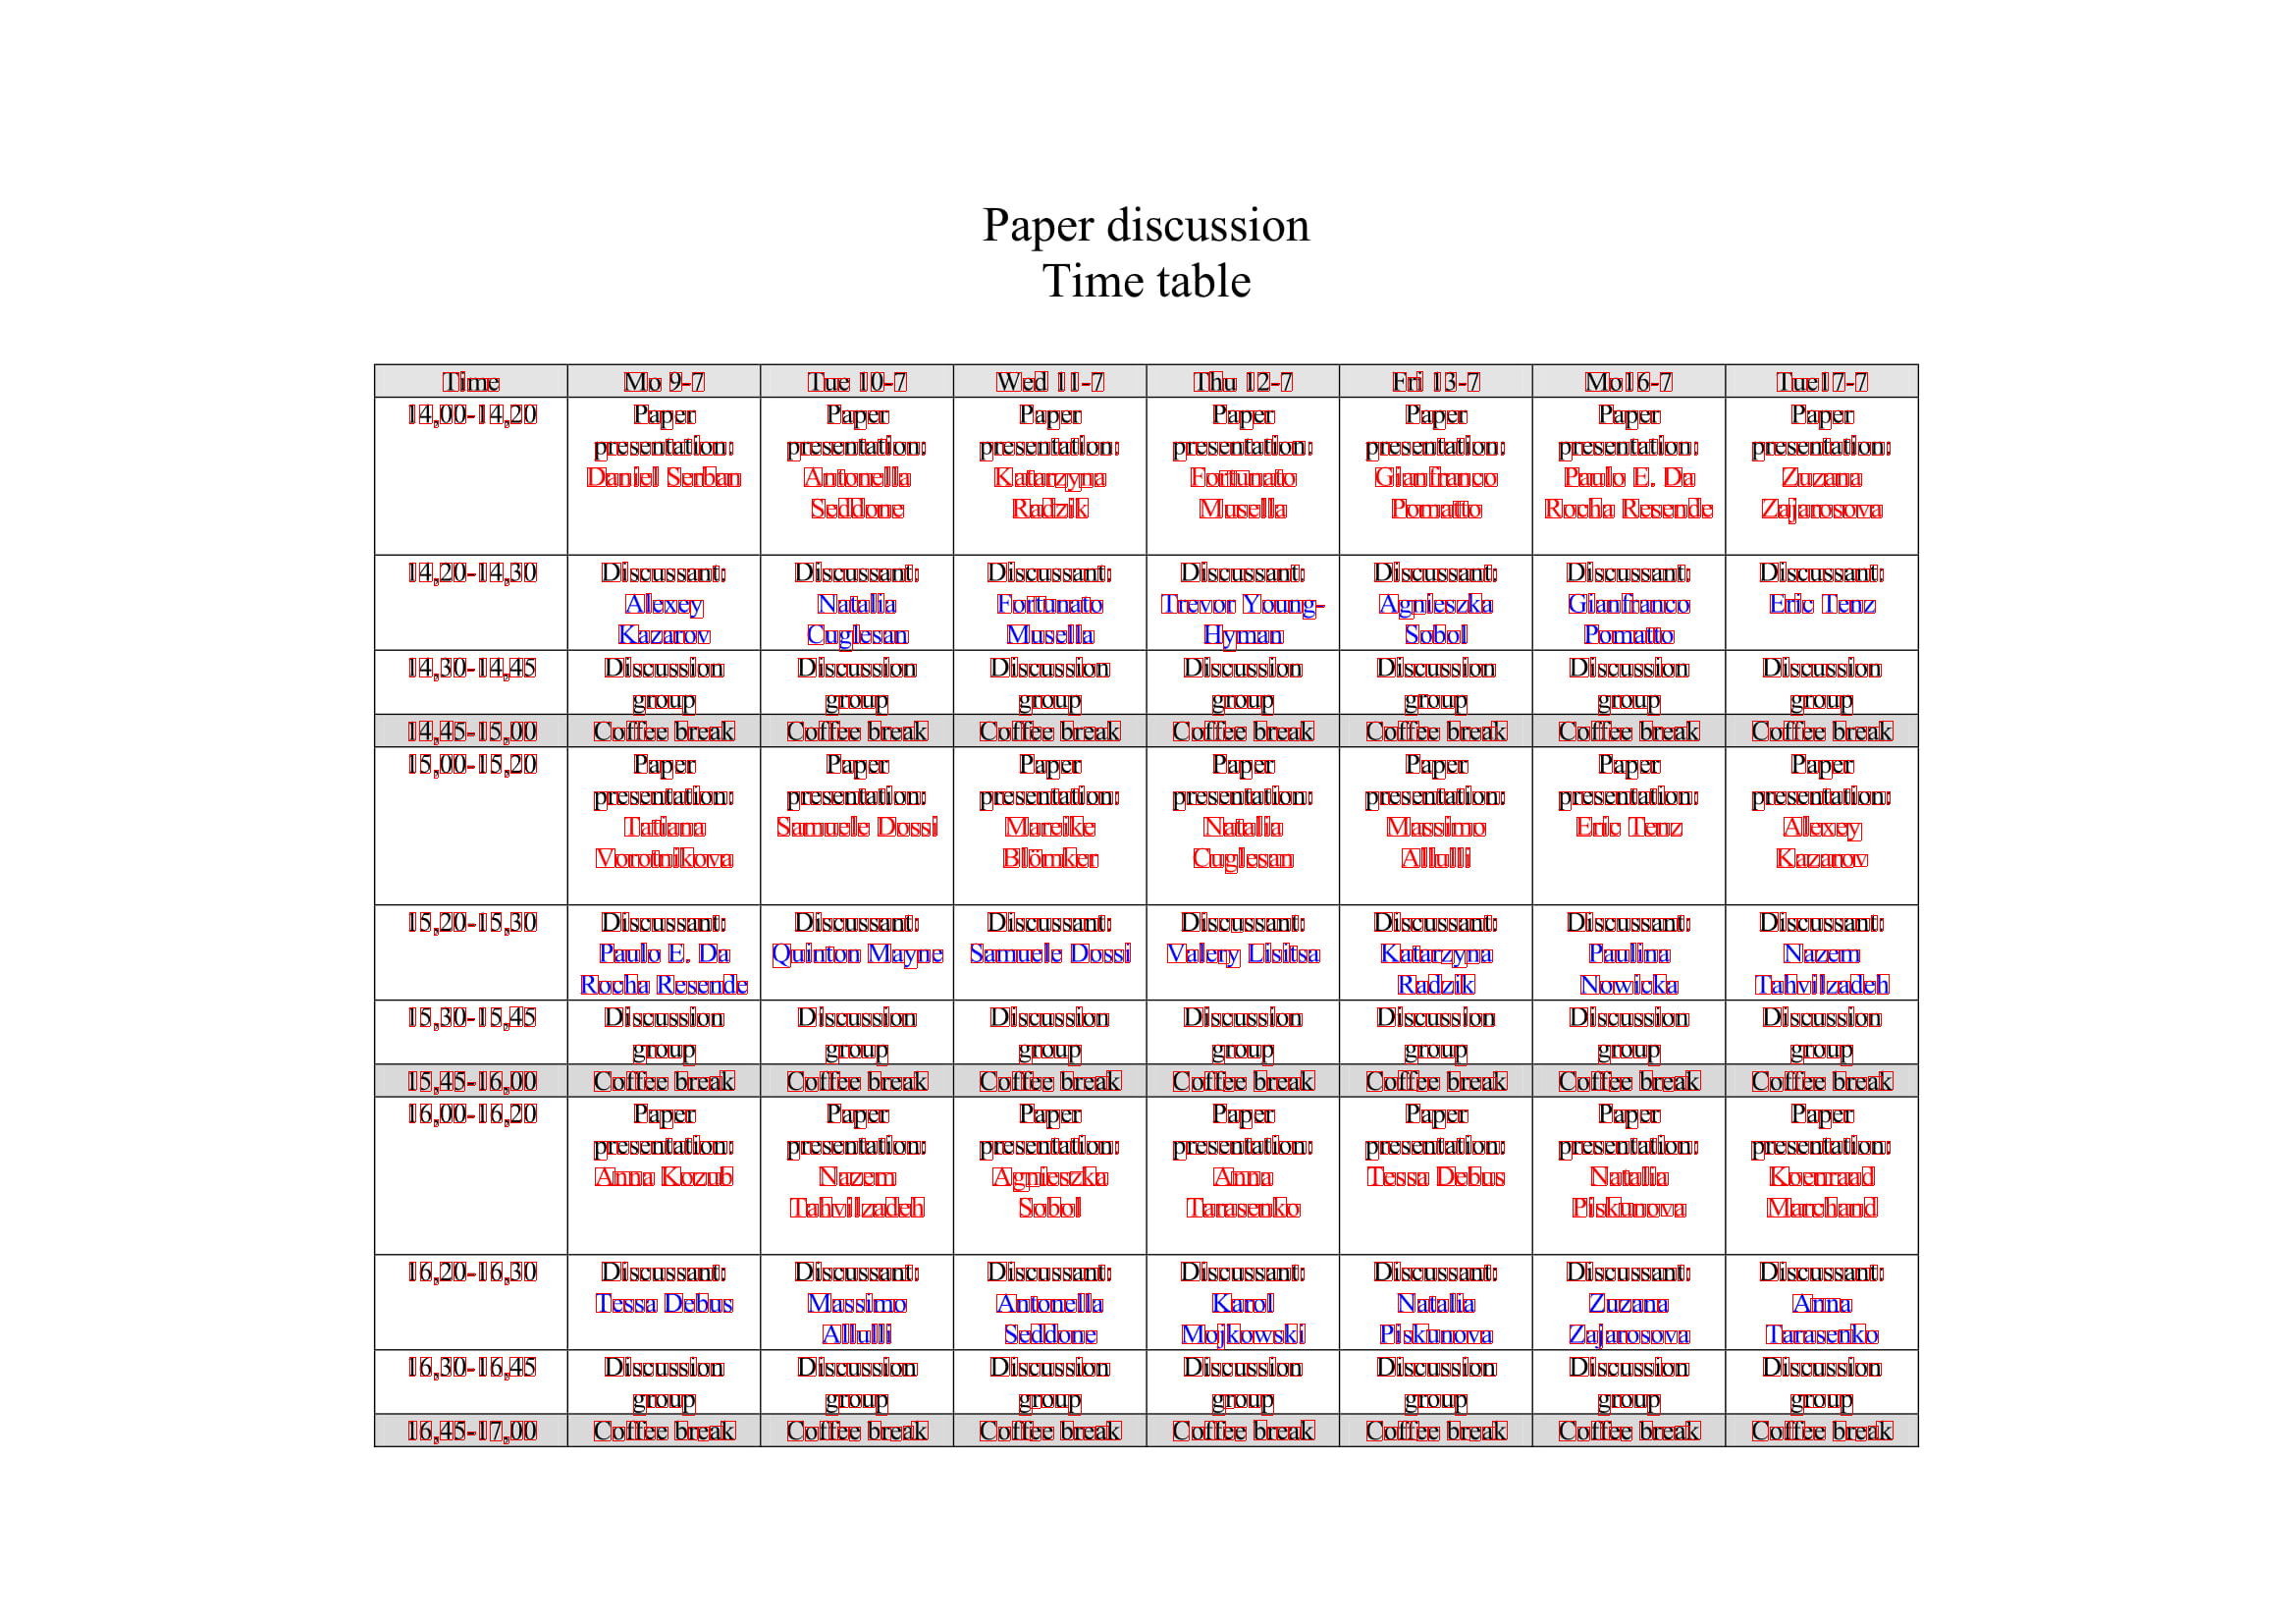 Paper discussion
Time table
Time Mo 9-7 Tue 10-7 Wed 11-7 Thu 12-7 Fri 13-7 Mo16-7 Tue17-7
14,00-14,20 Paper Paper Paper Paper Paper Paper Paper
presentation: presentation: presentation: presentation: presentation: presentation: presentation:
Daniel Serban Antonella Katarzyna Fortunato Gianfranco Paulo E. Da Zuzana
Seddone Radzik Musella Pomatto Rocha Resende Zajarosova
14,20-14,30 Discussant: Discussant: Discussant: Discussant: Discussant: Discussant: Discussant:
Alexey Natalia Fortunato Trevor Young- Agnieszka Gianfranco Eric Tenz
Kazarov Cuglesan Musella Hyman Sobol Pomatto
14,30-14,45 Discussion Discussion Discussion Discussion Discussion Discussion Discussion
group group group group group group group
14,45-15,00 Coffee break Coffee break Coffee break Coffee break Coffee break Coffee break Coffee break
15,00-15,20 Paper Paper Paper Paper Paper Paper Paper
presentation: presentation: presentation: presentation: presentation: presentation: presentation:
Tatiana Samuele Dossi Mareike Natalia Massimo Eric Tenz Alexey
Vorotnikova Blömker Cuglesan Allulli Kazarov
15,20-15,30 Discussant: Discussant: Discussant: Discussant: Discussant: Discussant: Discussant:
Paulo E. Da Quinton Mayne Samuele Dossi Valery Lisitsa Katarzyna Paulina Nazem
Rocha Resende Radzik Nowicka Tahvilzadeh
15,30-15,45 Discussion Discussion Discussion Discussion Discussion Discussion Discussion
group group group group group group group
15,45-16,00 Coffee break Coffee break Coffee break Coffee break Coffee break Coffee break Coffee break
16,00-16,20 Paper Paper Paper Paper Paper Paper Paper
presentation: presentation: presentation: presentation: presentation: presentation: presentation:
Anna Kozub Nazem Agnieszka Anna Tessa Debus Natalia Koenraad
Tahvilzadeh Sobol Tarasenko Piskunova Marchand
16,20-16,30 Discussant: Discussant: Discussant: Discussant: Discussant: Discussant: Discussant:
Tessa Debus Massimo Antonella Karol Natalia Zuzana Anna
Allulli Seddone Mojkowski Piskunova Zajarosova Tarasenko
16,30-16,45 Discussion Discussion Discussion Discussion Discussion Discussion Discussion
group group group group group group group
16,45-17,00 Coffee break Coffee break Coffee break Coffee break Coffee break Coffee break Coffee break